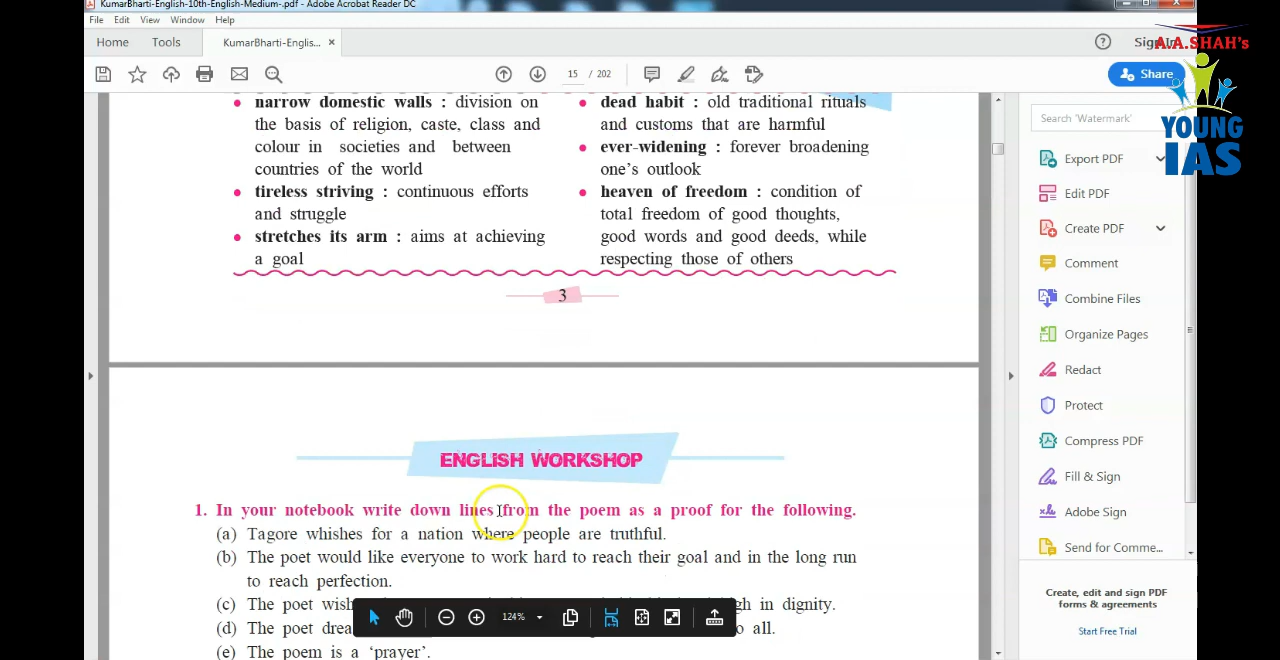 KumarBharti-English-10th-English-Medium-.pdf - Adobe Acrobat Reader DC
File Edit View Window Help
Home Tools KumarBharti-Englis... ×
Sign In
A.A.SHAH's
15 / 202
Share
YOUNG
IAS
narrow domestic walls : division on
the basis of religion, caste, class and
colour in societies and between
countries of the world
tireless striving : continuous efforts
and struggle
stretches its arm : aims at achieving
a goal
dead habit : old traditional rituals
and customs that are harmful
ever-widening : forever broadening
one's outlook
heaven of freedom : condition of
total freedom of good thoughts,
good words and good deeds, while
respecting those of others
3
ENGLISH WORKSHOP
1. In your notebook write down lines from the poem as a proof for the following.
(a) Tagore whishes for a nation where people are truthful.
(b) The poet would like everyone to work hard to reach their goal and in the long run
to reach perfection.
(c) The poet in dignity.
(d) The poet all.
(e) The poem is a ‘prayer’.
124%
Search 'Watermark'
Export PDF
Edit PDF
Create PDF
Comment
Combine Files
Organize Pages
Redact
Protect
Compress PDF
Fill & Sign
Adobe Sign
Send for Comme...
Create, edit and sign PDF
forms & agreements
Start Free Trial